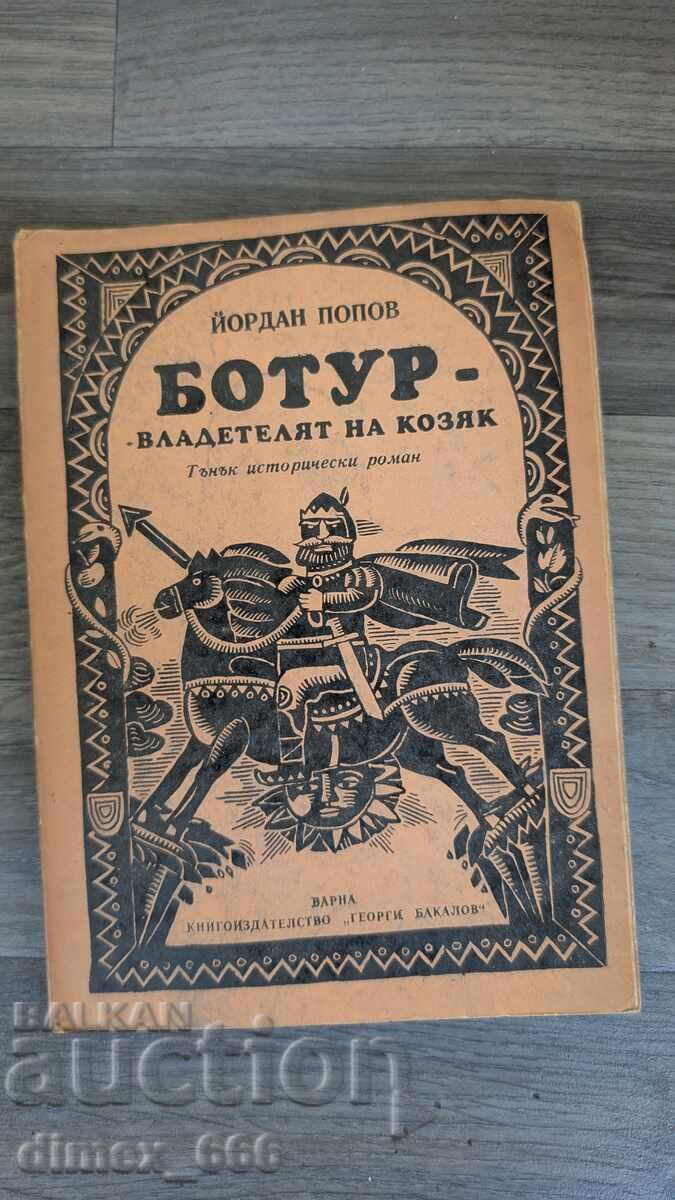 ЙОРДАН ПОПОВ
БОТУР -
-ВЛАДЕТЕЛЯТ НА КОЗЯК
Тънък исторически роман
ВАРНА
КНИГОИЗДАТЕЛСТВО „ГЕОРГИ БАКАЛОВ“
BALKAN
auction
dimex_666